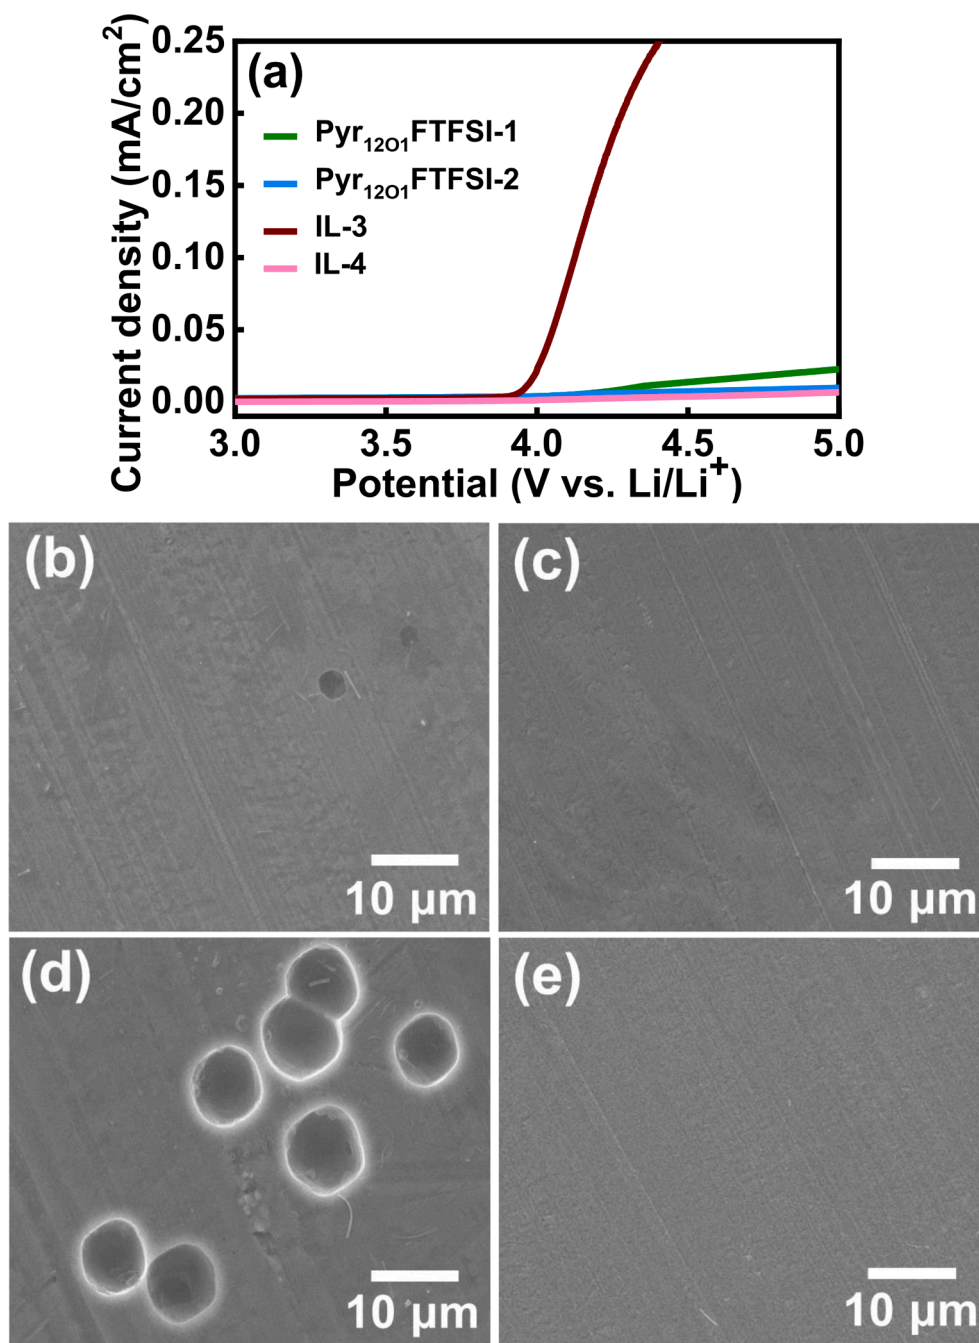 (a)
0.25
0.20
0.15
0.10
0.05
0.00
Current density (mA/cm²)
Pyr₁₂O₁FTFSI-1
Pyr₁₂O₁FTFSI-2
IL-3
IL-4
3.0 3.5 4.0 4.5 5.0
Potential (V vs. Li/Li⁺)
(b)
10 μm
(c)
10 μm
(d)
10 μm
(e)
10 μm